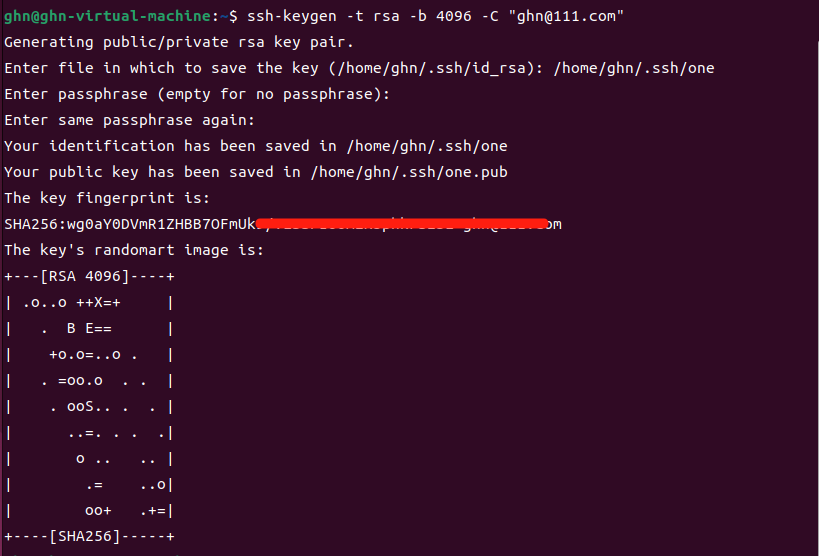 ghn@ghn-virtual-machine:~$ ssh-keygen -t rsa -b 4096 -C "ghn@111.com"
Generating public/private rsa key pair.
Enter file in which to save the key (/home/ghn/.ssh/id_rsa): /home/ghn/.ssh/one
Enter passphrase (empty for no passphrase):
Enter same passphrase again:
Your identification has been saved in /home/ghn/.ssh/one
Your public key has been saved in /home/ghn/.ssh/one.pub
The key fingerprint is:
SHA256:wg0aY0DVmR1ZHBB7OFmUk
The key's randomart image is:
+---[RSA 4096]----+
| .o..o ++X=+     |
|   .  B E==      |
|    +o.o=..o .   |
|   . =oo.o  . .  |
|    . ooS.. .  . |
|      ..=. . .  .|
|       o ..   .. |
|        .=    ..o|
|        oo+   .+=|
+----[SHA256]-----+